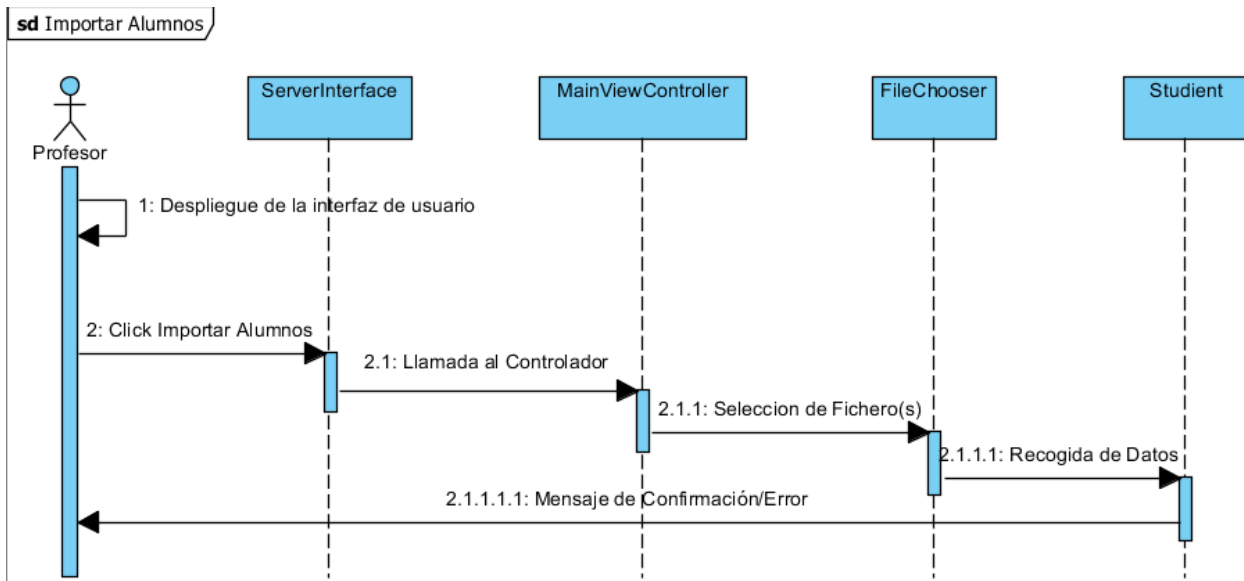 sd Importar Alumnos
ServerInterface
MainViewController
FileChooser
Studient
Profesor
1: Despliegue de la interfaz de usuario
2: Click Importar Alumnos
2.1: Llamada al Controlador
2.1.1: Seleccion de Fichero(s)
2.1.1.1: Recogida de Datos
2.1.1.1.1: Mensaje de Confirmación/Error